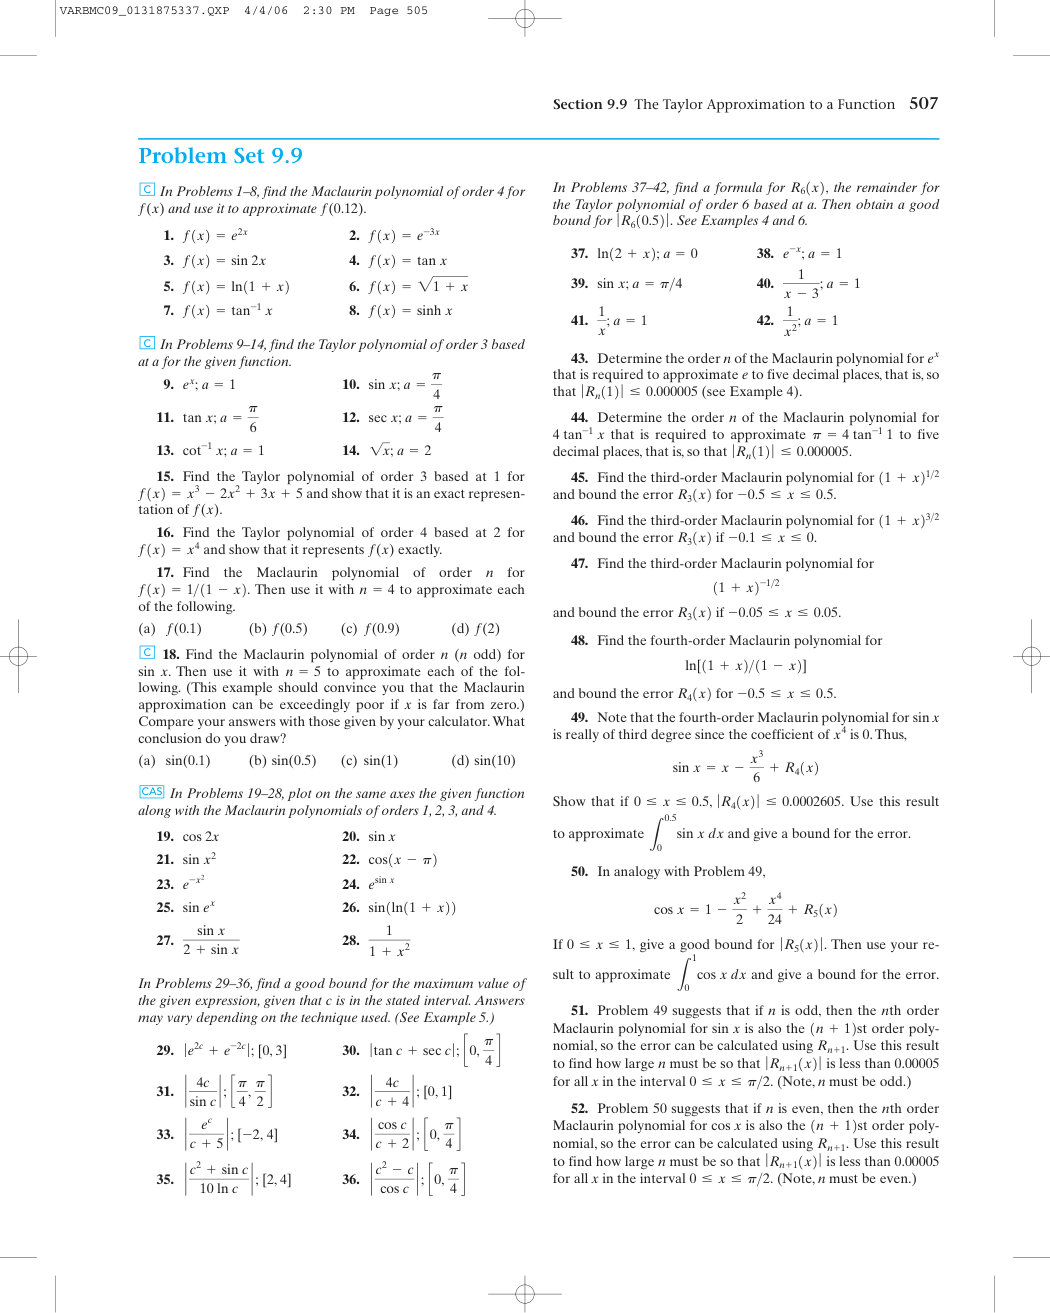 VARBMC09_0131875337.QXP 4/4/06 2:30 PM Page 505
Section 9.9 The Taylor Approximation to a Function 507
Problem Set 9.9
C In Problems 1–8, find the Maclaurin polynomial of order 4 for
f(x) and use it to approximate f(0.12).
1. f(x) = e^{2x} 2. f(x) = e^{−3x}
3. f(x) = sin 2x 4. f(x) = tan x
5. f(x) = ln(1 + x) 6. f(x) = √(1 + x)
7. f(x) = tan^{−1} x 8. f(x) = sinh x
C In Problems 9–14, find the Taylor polynomial of order 3 based
at a for the given function.
9. e^x; a = 1 10. sin x; a = π/4
11. tan x; a = π/6 12. sec x; a = π/4
13. cot^{−1} x; a = 1 14. √x; a = 2
15. Find the Taylor polynomial of order 3 based at 1 for
f(x) = x³ − 2x² + 3x + 5 and show that it is an exact represen-
tation of f(x).
16. Find the Taylor polynomial of order 4 based at 2 for
f(x) = x⁴ and show that it represents f(x) exactly.
17. Find the Maclaurin polynomial of order n for
f(x) = 1/(1 − x). Then use it with n = 4 to approximate each
of the following.
(a) f(0.1) (b) f(0.5) (c) f(0.9) (d) f(2)
C 18. Find the Maclaurin polynomial of order n (n odd) for
sin x. Then use it with n = 5 to approximate each of the fol-
lowing. (This example should convince you that the Maclaurin
approximation can be exceedingly poor if x is far from zero.)
Compare your answers with those given by your calculator. What
conclusion do you draw?
(a) sin(0.1) (b) sin(0.5) (c) sin(1) (d) sin(10)
CAS In Problems 19–28, plot on the same axes the given function
along with the Maclaurin polynomials of orders 1, 2, 3, and 4.
19. cos 2x 20. sin x
21. sin x² 22. cos(x − π)
23. e^{−x²} 24. e^{sin x}
25. sin e^x 26. sin(ln(1 + x))
27. sin x/(2 + sin x) 28. 1/(1 + x²)
In Problems 29–36, find a good bound for the maximum value of
the given expression, given that c is in the stated interval. Answers
may vary depending on the technique used. (See Example 5.)
29. |e^{2c} + e^{−2c}|; [0, 3] 30. |tan c + sec c|; [0, π/4]
31. |4c/sin c|; [π/4, π/2] 32. |4c/(c + 4)|; [0, 1]
33. |e^c/(c + 5)|; [−2, 4] 34. |cos c/(c + 2)|; [0, π/4]
35. |(c² + sin c)/(10 ln c)|; [2, 4] 36. |(c² − c)/cos c|; [0, π/4]
In Problems 37–42, find a formula for R₆(x), the remainder for
the Taylor polynomial of order 6 based at a. Then obtain a good
bound for |R₆(0.5)|. See Examples 4 and 6.
37. ln(2 + x); a = 0 38. e^{−x}; a = 1
39. sin x; a = π/4 40. 1/(x − 3); a = 1
41. 1/x; a = 1 42. 1/x²; a = 1
43. Determine the order n of the Maclaurin polynomial for e^x
that is required to approximate e to five decimal places, that is, so
that |Rₙ(1)| ≤ 0.000005 (see Example 4).
44. Determine the order n of the Maclaurin polynomial for
4 tan^{−1} x that is required to approximate π = 4 tan^{−1} 1 to five
decimal places, that is, so that |Rₙ(1)| ≤ 0.000005.
45. Find the third-order Maclaurin polynomial for (1 + x)^{1/2}
and bound the error R₃(x) for −0.5 ≤ x ≤ 0.5.
46. Find the third-order Maclaurin polynomial for (1 + x)^{3/2}
and bound the error R₃(x) if −0.1 ≤ x ≤ 0.
47. Find the third-order Maclaurin polynomial for
(1 + x)^{−1/2}
and bound the error R₃(x) if −0.05 ≤ x ≤ 0.05.
48. Find the fourth-order Maclaurin polynomial for
ln[(1 + x)/(1 − x)]
and bound the error R₄(x) for −0.5 ≤ x ≤ 0.5.
49. Note that the fourth-order Maclaurin polynomial for sin x
is really of third degree since the coefficient of x⁴ is 0. Thus,
sin x = x − x³/6 + R₄(x)
Show that if 0 ≤ x ≤ 0.5, |R₄(x)| ≤ 0.0002605. Use this result
to approximate ∫₀^{0.5} sin x dx and give a bound for the error.
50. In analogy with Problem 49,
cos x = 1 − x²/2 + x⁴/24 + R₅(x)
If 0 ≤ x ≤ 1, give a good bound for |R₅(x)|. Then use your re-
sult to approximate ∫₀^1 cos x dx and give a bound for the error.
51. Problem 49 suggests that if n is odd, then the nth order
Maclaurin polynomial for sin x is also the (n + 1)st order poly-
nomial, so the error can be calculated using Rₙ₊₁. Use this result
to find how large n must be so that |Rₙ₊₁(x)| is less than 0.00005
for all x in the interval 0 ≤ x ≤ π/2. (Note, n must be odd.)
52. Problem 50 suggests that if n is even, then the nth order
Maclaurin polynomial for cos x is also the (n + 1)st order poly-
nomial, so the error can be calculated using Rₙ₊₁. Use this result
to find how large n must be so that |Rₙ₊₁(x)| is less than 0.00005
for all x in the interval 0 ≤ x ≤ π/2. (Note, n must be even.)